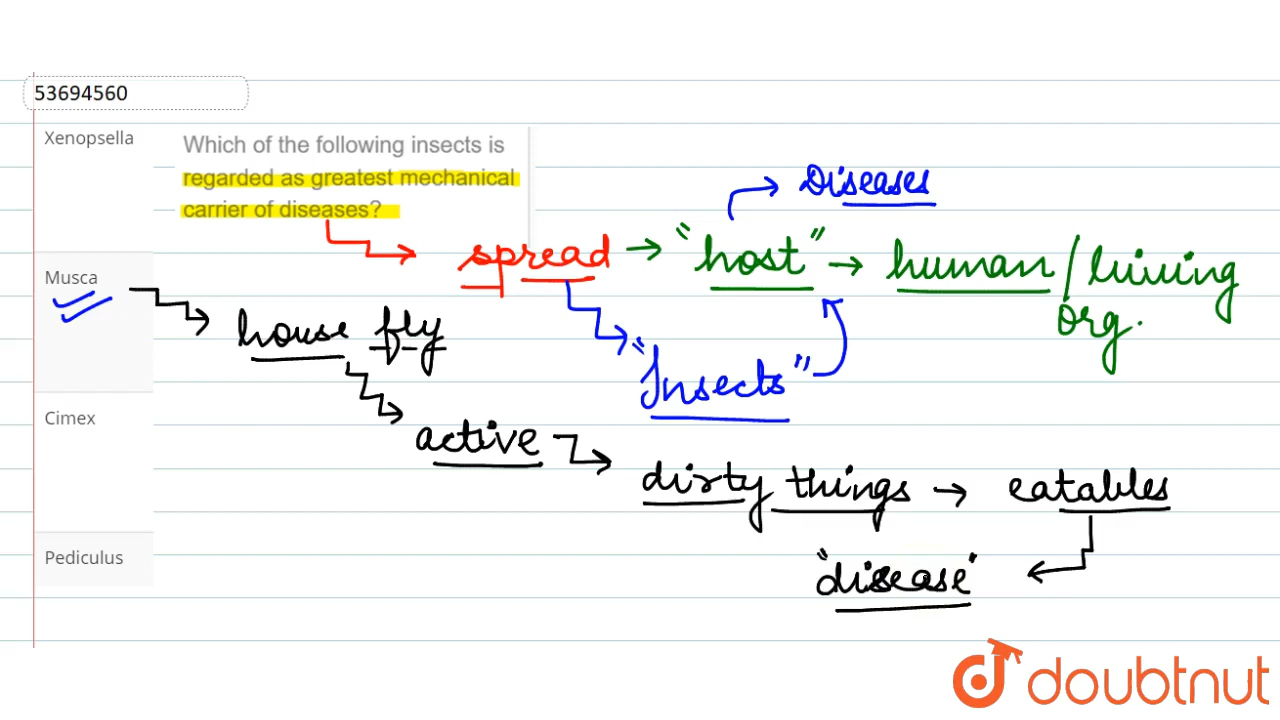 53694560
Xenopsella
Which of the following insects is
regarded as greatest mechanical
carrier of diseases?
Diseases
spread → "host" → human / living
org.
Musca
house fly
"Insects"
Cimex
active
dirty things → eatables
Pediculus
"disease"
doubtnut